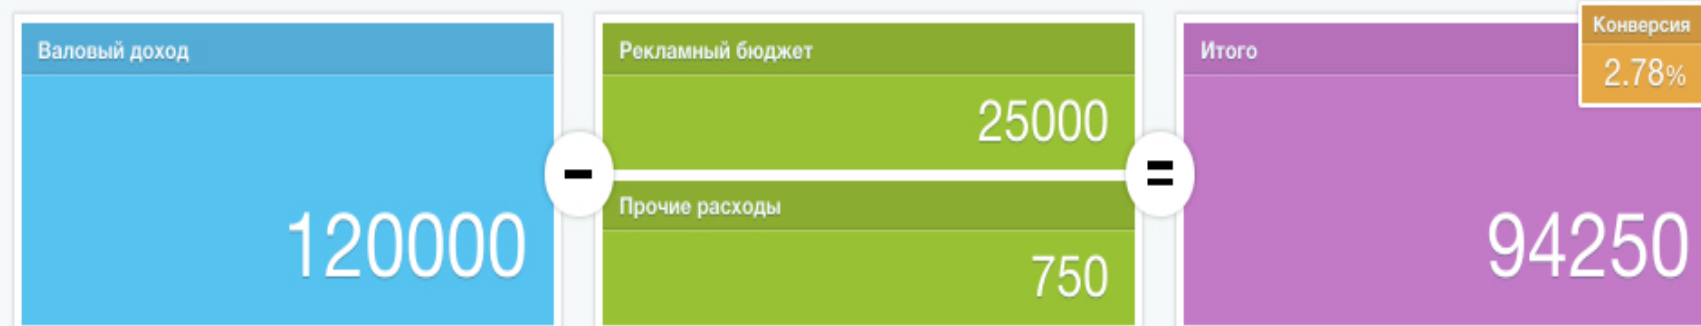 Валовый доход
120000
–
Рекламный бюджет
25000
Прочие расходы
750
=
Итого
94250
Конверсия
2.78%